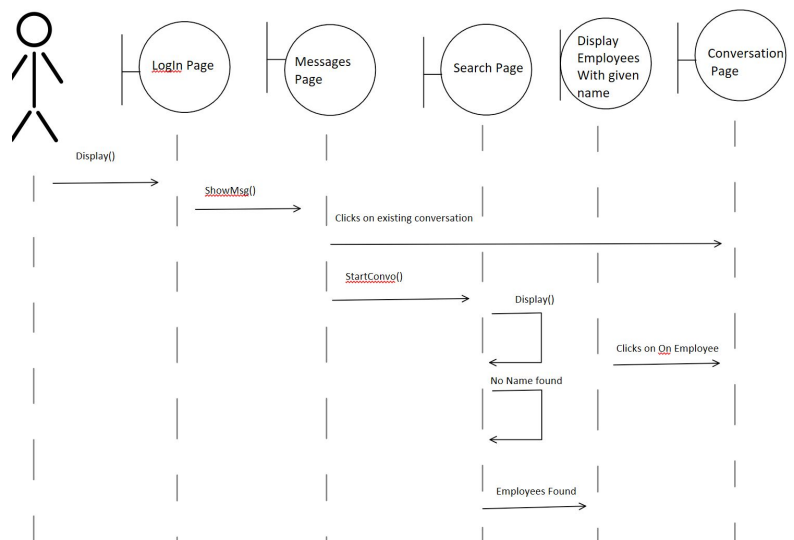 LogIn Page
Messages
Page
Search Page
Display
Employees
With given
name
Conversation
Page
Display()
ShowMsg()
Clicks on existing conversation
StartConvo()
Display()
Clicks on On Employee
No Name found
Employees Found